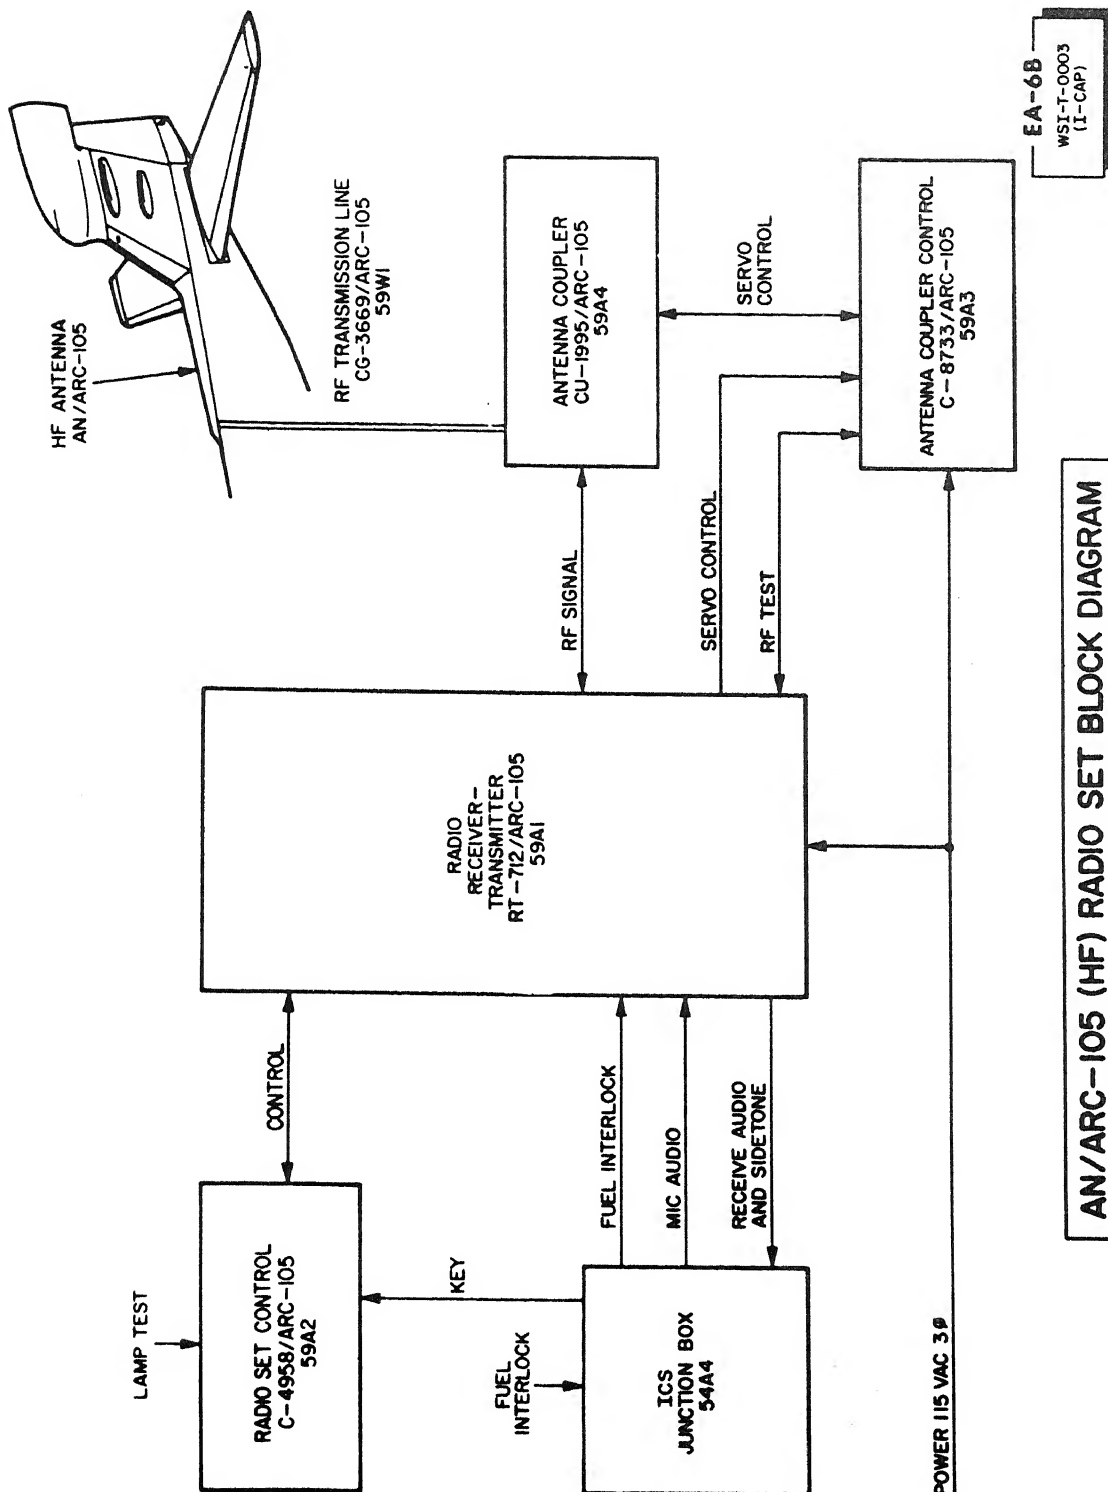 LAMP TEST
RADIO SET CONTROL
C-4958/ARC-105
59A2
CONTROL
KEY
FUEL
INTERLOCK
ICS
JUNCTION BOX
54A4
FUEL INTERLOCK
MIC AUDIO
RECEIVE AUDIO
AND SIDETONE
POWER 115 VAC 3Ø
RADIO
RECEIVER-
TRANSMITTER
RT-712/ARC-105
59A1
RF SIGNAL
SERVO CONTROL
RF TEST
HF ANTENNA
AN/ARC-105
RF TRANSMISSION LINE
CG-3669/ARC-105
59W1
ANTENNA COUPLER
CU-1995/ARC-105
59A4
SERVO
CONTROL
ANTENNA COUPLER CONTROL
C-8733/ARC-105
59A3
EA-6B
WSI-T-0003
(I-CAP)
AN/ARC-105 (HF) RADIO SET BLOCK DIAGRAM